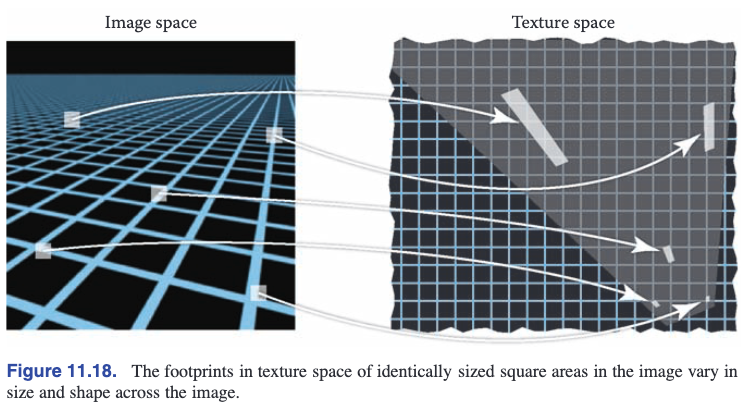 Image space
Texture space
Figure 11.18. The footprints in texture space of identically sized square areas in the image vary in
size and shape across the image.